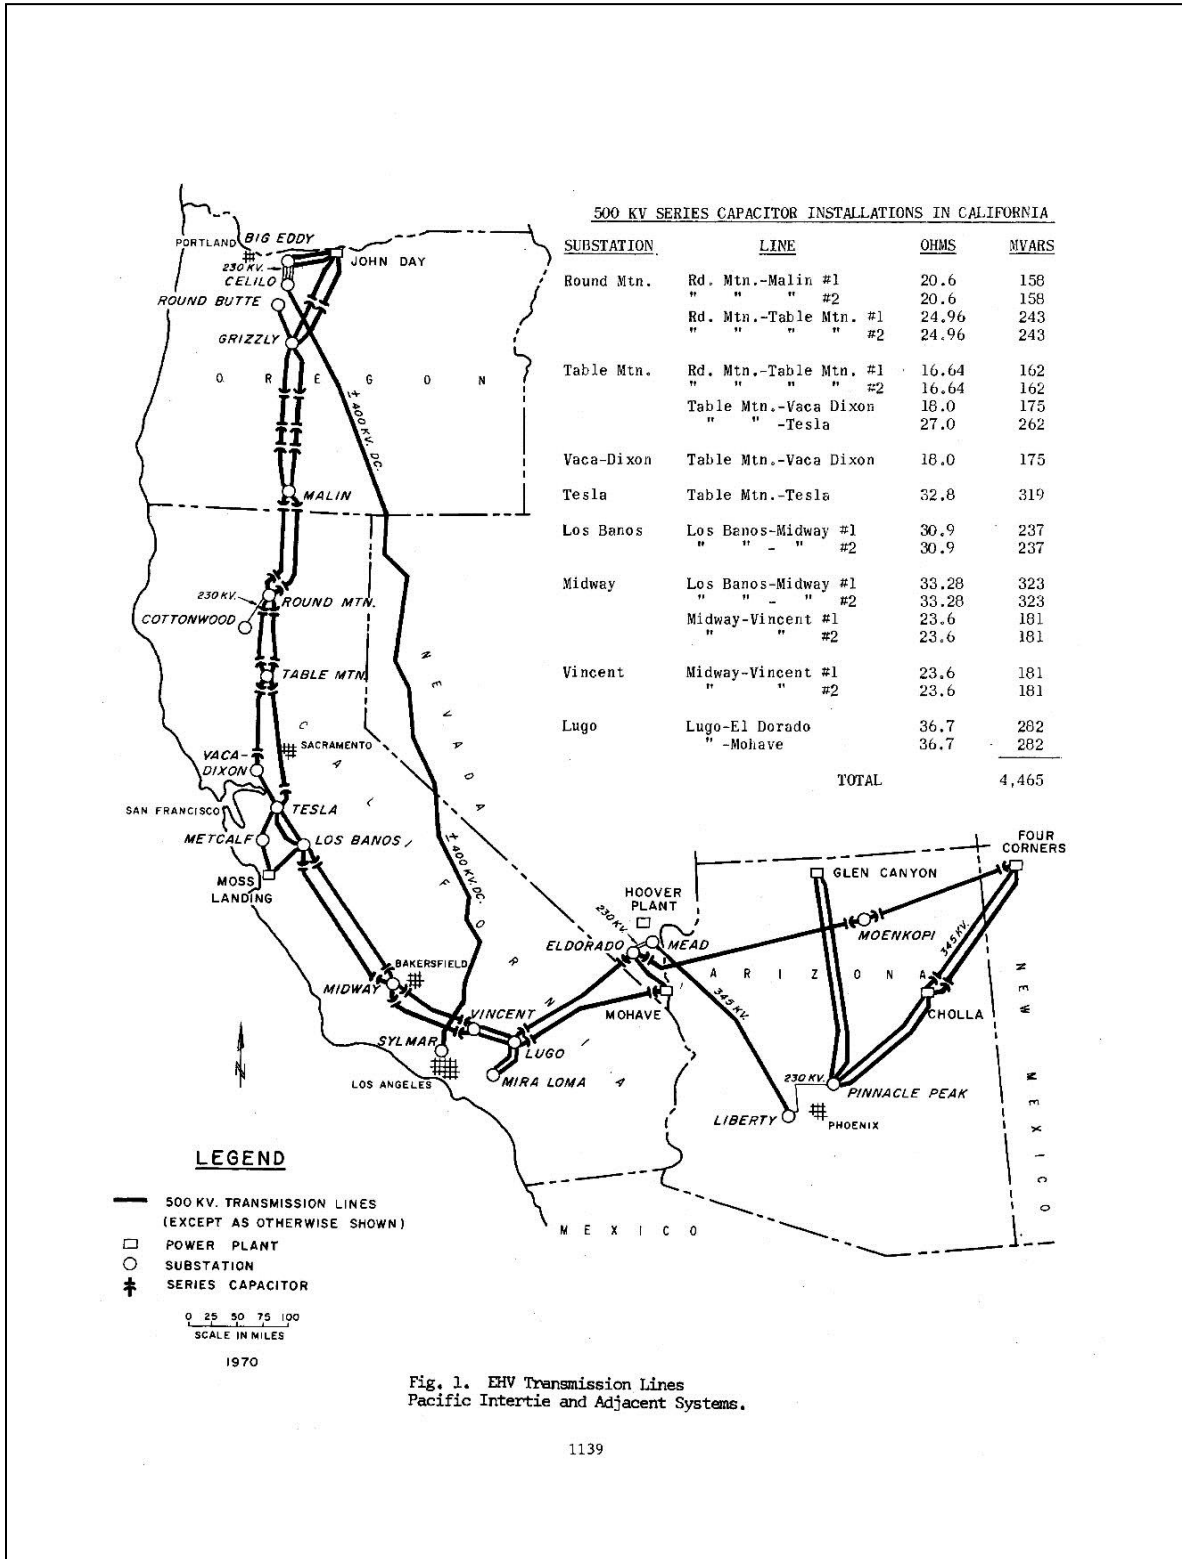 500 KV SERIES CAPACITOR INSTALLATIONS IN CALIFORNIA
SUBSTATION LINE OHMS MVARS
Round Mtn. Rd. Mtn.-Malin #1 20.6 158
" " " #2 20.6 158
Rd. Mtn.-Table Mtn. #1 24.96 243
" " " " #2 24.96 243
Table Mtn. Rd. Mtn.-Table Mtn. #1 16.64 162
" " " " #2 16.64 162
Table Mtn.-Vaca Dixon 18.0 175
" " -Tesla 27.0 262
Vaca-Dixon Table Mtn.-Vaca Dixon 18.0 175
Tesla Table Mtn.-Tesla 32.8 319
Los Banos Los Banos-Midway #1 30.9 237
" " - " #2 30.9 237
Midway Los Banos-Midway #1 33.28 323
" " - " #2 33.28 323
Midway-Vincent #1 23.6 181
" " #2 23.6 181
Vincent Midway-Vincent #1 23.6 181
" " #2 23.6 181
Lugo Lugo-El Dorado 36.7 282
" -Mohave 36.7 282
TOTAL 4,465
PORTLAND
BIG EDDY
JOHN DAY
230 KV.
CELILO
ROUND BUTTE
GRIZZLY
OREGON
± 400 KV. DC.
MALIN
230 KV.
ROUND MTN.
COTTONWOOD
NEVADA
TABLE MTN.
CALIFORNIA
SACRAMENTO
VACA-
DIXON
SAN FRANCISCO
TESLA
METCALF
LOS BANOS
± 400 KV. DC.
MOSS
LANDING
FOUR
CORNERS
GLEN CANYON
HOOVER
PLANT
230 KV.
ELDORADO
MEAD
MOENKOPI
345 KV.
ARIZONA
BAKERSFIELD
MIDWAY
345 KV.
MOHAVE
CHOLLA
NEW MEXICO
VINCENT
SYLMAR
LUGO
LOS ANGELES
MIRA LOMA
230 KV.
PINNACLE PEAK
LIBERTY
PHOENIX
N
MEXICO
LEGEND
500 KV. TRANSMISSION LINES
(EXCEPT AS OTHERWISE SHOWN)
POWER PLANT
SUBSTATION
SERIES CAPACITOR
0 25 50 75 100
SCALE IN MILES
1970
Fig. 1. EHV Transmission Lines
Pacific Intertie and Adjacent Systems.
1139